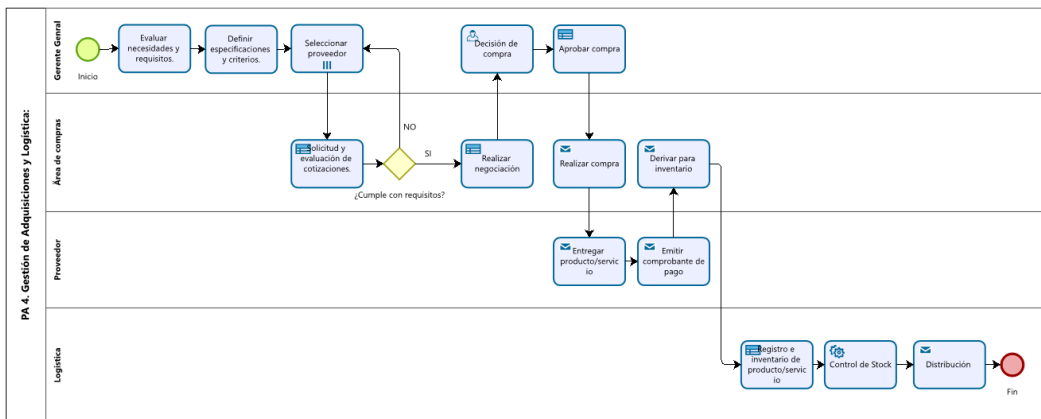 PA 4. Gestión de Adquisiciones y Logística:
Gerente Genral
Inicio
Evaluar
necesidades y
requisitos.
Definir
especificaciones
y criterios.
Seleccionar
proveedor
Decisión de
compra
Aprobar compra
Área de compras
Solicitud y
evaluación de
cotizaciones.
NO
SI
¿Cumple con requisitos?
Realizar
negociación
Realizar compra
Derivar para
inventario
Proveedor
Entregar
producto/servic
io
Emitir
comprobante de
pago
Logística
Registro e
inventario de
producto/servic
io
Control de Stock
Distribución
Fin